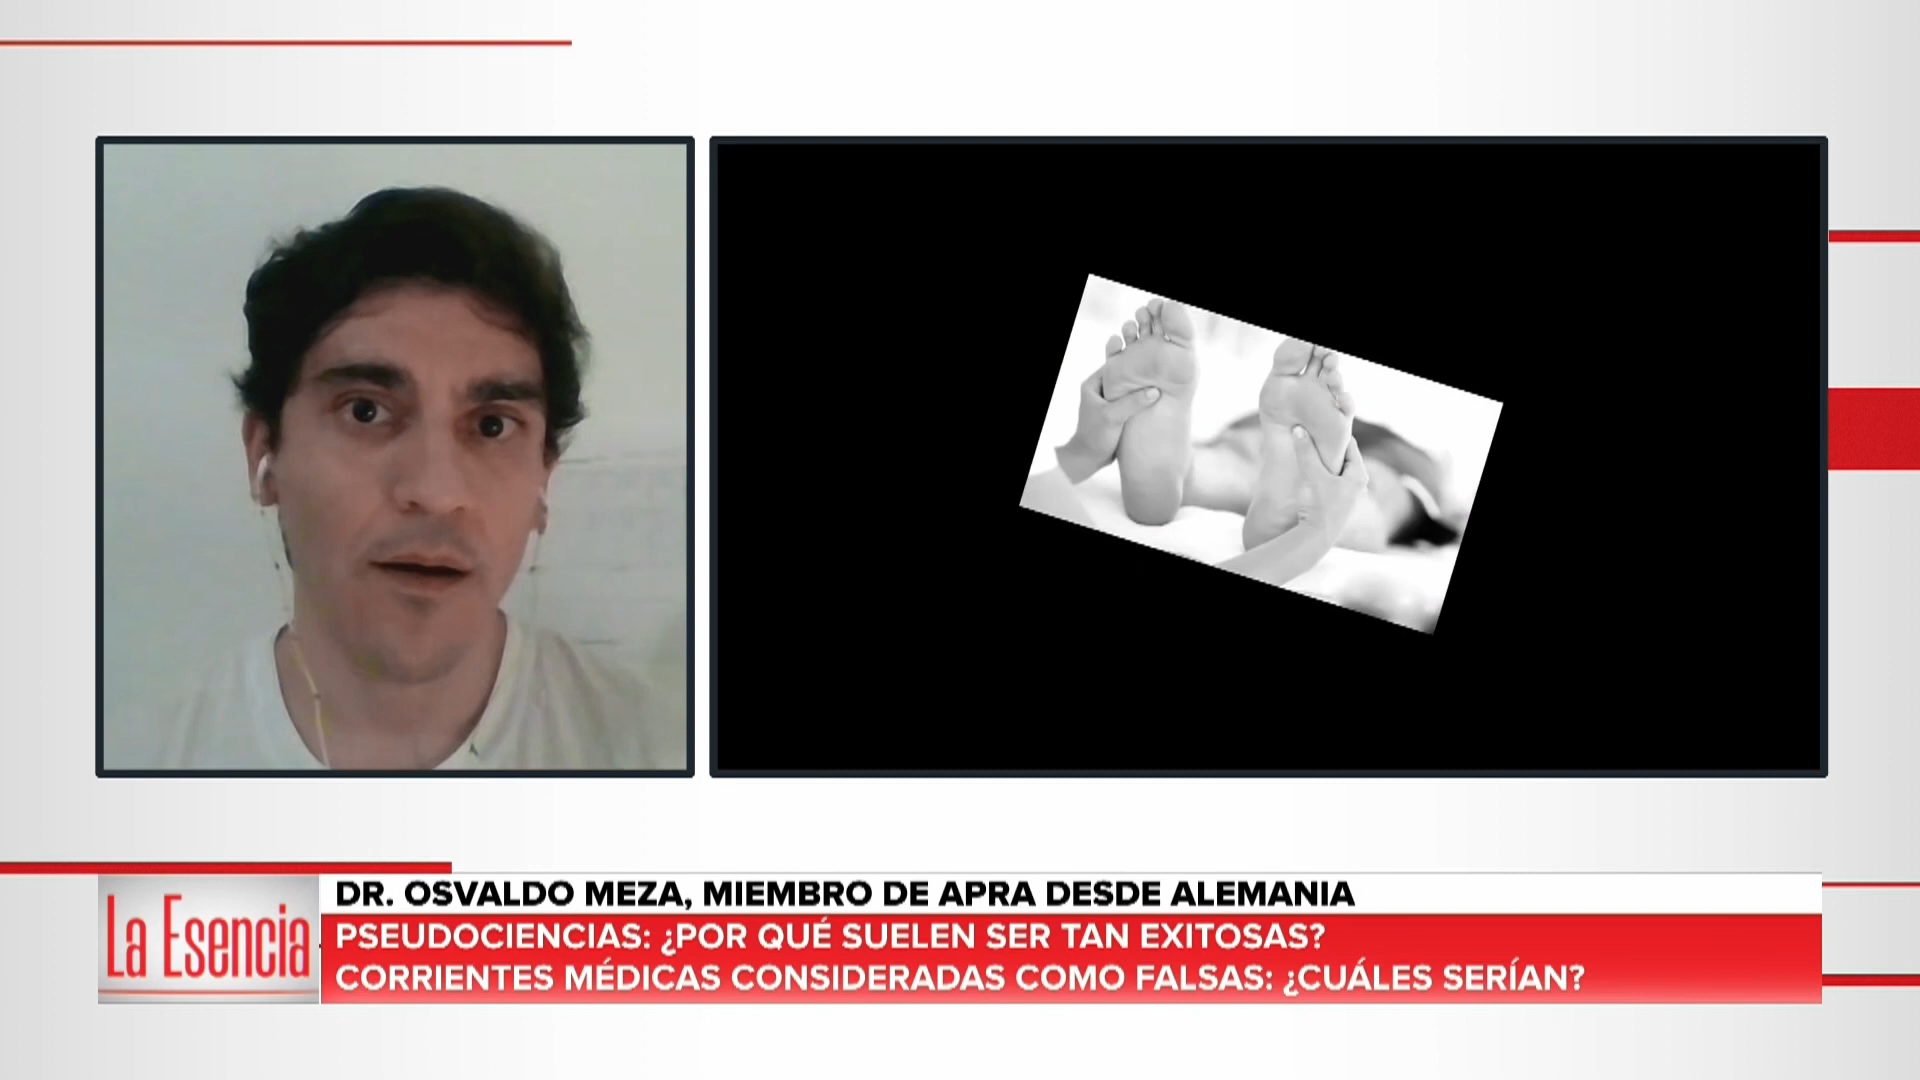 La Esencia
DR. OSVALDO MEZA, MIEMBRO DE APRA DESDE ALEMANIA
PSEUDOCIENCIAS: ¿POR QUÉ SUELEN SER TAN EXITOSAS?
CORRIENTES MÉDICAS CONSIDERADAS COMO FALSAS: ¿CUÁLES SERÍAN?